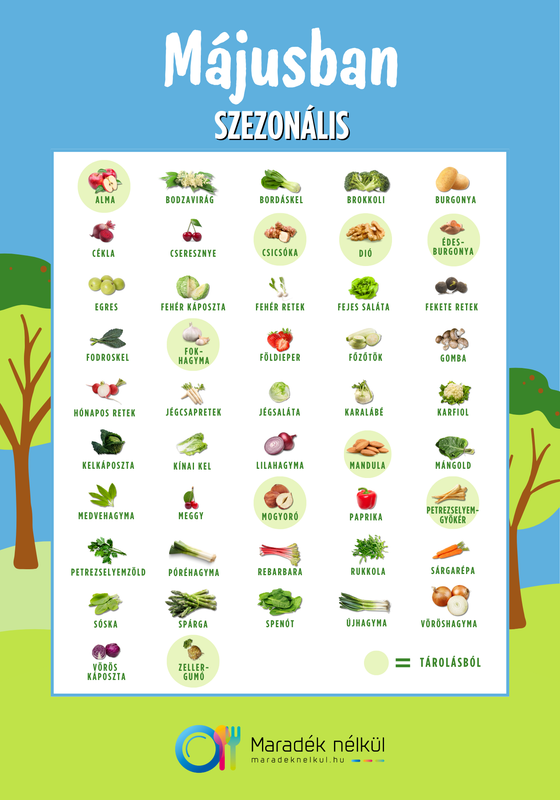 Májusban
SZEZONÁLIS
ALMA
BODZAVIRÁG
BORDÁSKEL
BROKKOLI
BURGONYA
CÉKLA
CSERESZNYE
CSICSÓKA
DIÓ
ÉDES-
BURGONYA
EGRES
FEHÉR KÁPOSZTA
FEHÉR RETEK
FEJES SALÁTA
FEKETE RETEK
FODROSKEL
FOK-
HAGYMA
FÖLDIEPER
FŐZŐTÖK
GOMBA
HÓNAPOS RETEK
JÉGCSAPRETEK
JÉGSALÁTA
KARALÁBÉ
KARFIOL
KELKÁPOSZTA
KÍNAI KEL
LILAHAGYMA
MANDULA
MÁNGOLD
MEDVEHAGYMA
MEGGY
MOGYORÓ
PAPRIKA
PETREZSELYEM-
GYÖKÉR
PETREZSELYEMZÖLD
PÓRÉHAGYMA
REBARBARA
RUKKOLA
SÁRGARÉPA
SÓSKA
SPÁRGA
SPENÓT
ÚJHAGYMA
VÖRÖSHAGYMA
VÖRÖS
KÁPOSZTA
ZELLER-
GUMÓ
= TÁROLÁSBÓL
Maradék nélkül
maradeknelkul.hu